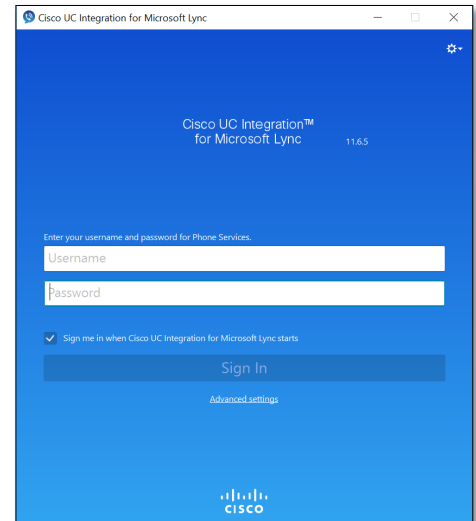 Cisco UC Integration for Microsoft Lync
Cisco UC Integration™
for Microsoft Lync
11.6.5
Enter your username and password for Phone Services.
Username
Password
Sign me in when Cisco UC Integration for Microsoft Lync starts
Sign In
Advanced settings
CISCO